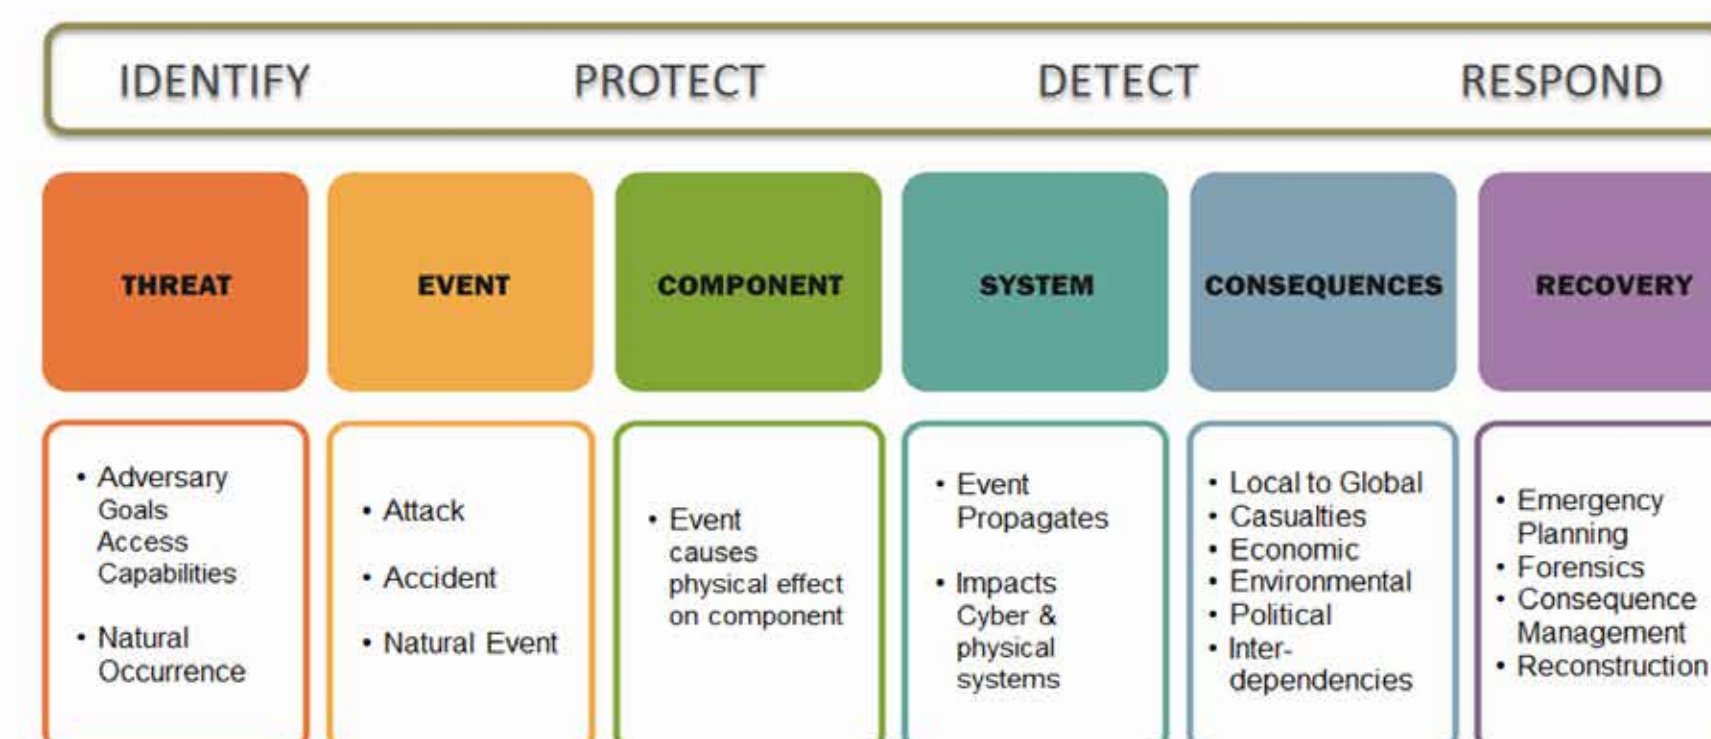 IDENTIFY PROTECT DETECT RESPOND
THREAT EVENT COMPONENT SYSTEM CONSEQUENCES RECOVERY
• Adversary
Goals
Access
Capabilities
• Natural
Occurrence
• Attack
• Accident
• Natural Event
• Event
causes
physical effect
on component
• Event
Propagates
• Impacts
Cyber &
physical
systems
• Local to Global
• Casualties
• Economic
• Environmental
• Political
• Inter-
dependencies
• Emergency
Planning
• Forensics
• Consequence
Management
• Reconstruction